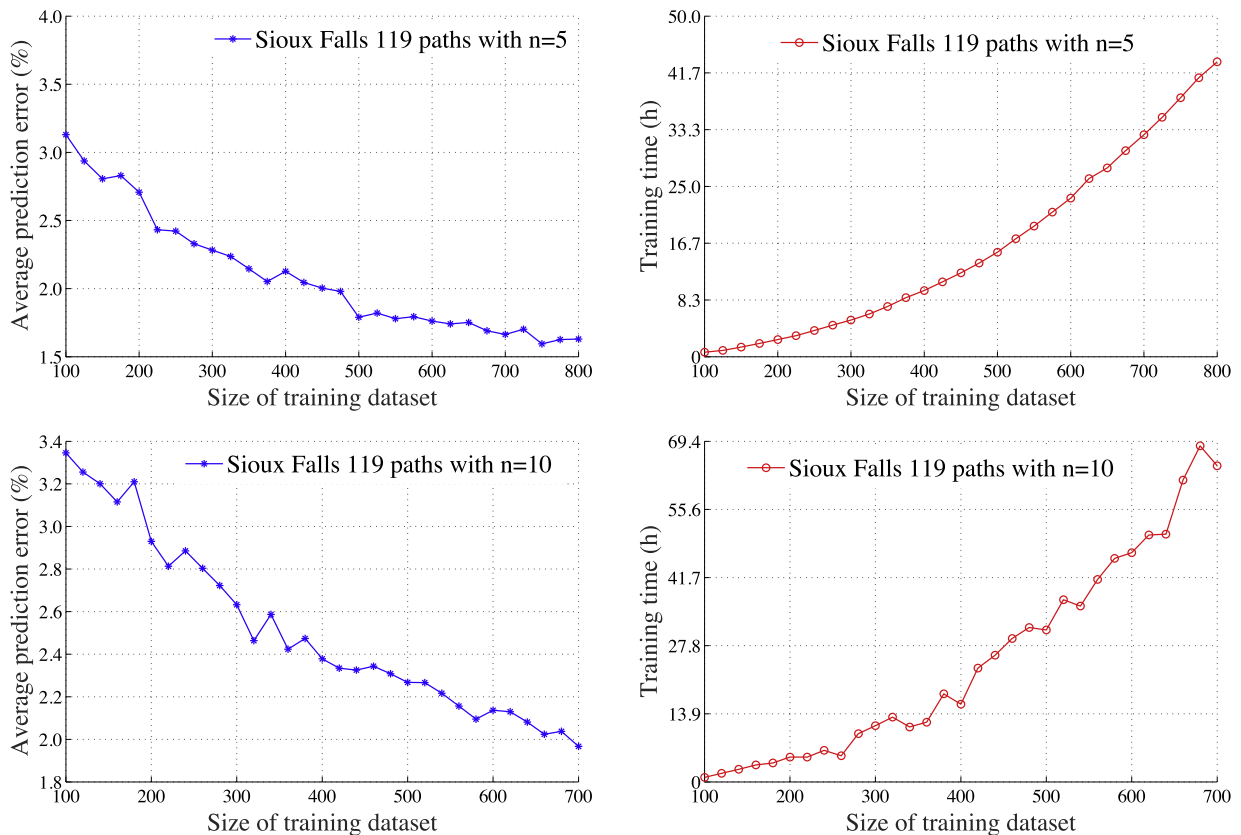 Average prediction error (%)
4.0
3.5
3.0
2.5
2.0
1.5
Sioux Falls 119 paths with n=5
100 200 300 400 500 600 700 800
Size of training dataset
Training time (h)
50.0
41.7
33.3
25.0
16.7
8.3
0
Sioux Falls 119 paths with n=5
100 200 300 400 500 600 700 800
Size of training dataset
Average prediction error (%)
3.4
3.2
3.0
2.8
2.6
2.4
2.2
2.0
1.8
Sioux Falls 119 paths with n=10
100 200 300 400 500 600 700
Size of training dataset
Training time (h)
69.4
55.6
41.7
27.8
13.9
0
Sioux Falls 119 paths with n=10
100 200 300 400 500 600 700
Size of training dataset